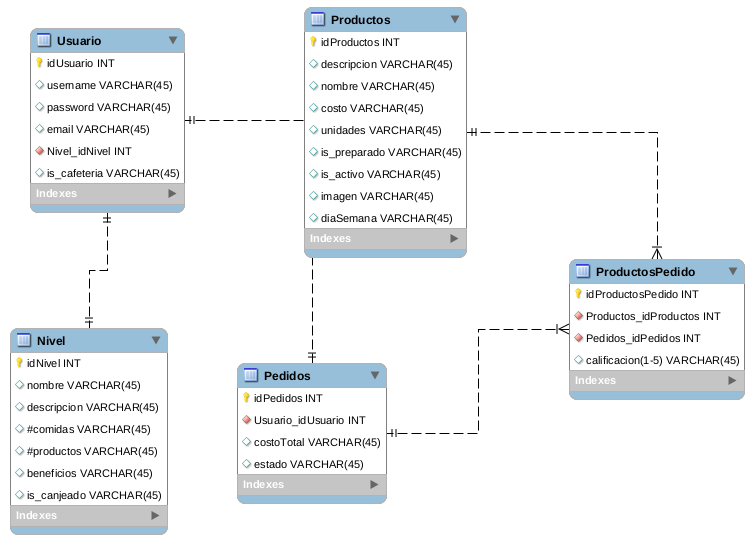 Usuario
idUsuario INT
username VARCHAR(45)
password VARCHAR(45)
email VARCHAR(45)
Nivel_idNivel INT
is_cafeteria VARCHAR(45)
Indexes
Productos
idProductos INT
descripcion VARCHAR(45)
nombre VARCHAR(45)
costo VARCHAR(45)
unidades VARCHAR(45)
is_preparado VARCHAR(45)
is_activo VARCHAR(45)
imagen VARCHAR(45)
diaSemana VARCHAR(45)
Indexes
ProductosPedido
idProductosPedido INT
Productos_idProductos INT
Pedidos_idPedidos INT
calificacion(1-5) VARCHAR(45)
Indexes
Nivel
idNivel INT
nombre VARCHAR(45)
descripcion VARCHAR(45)
#comidas VARCHAR(45)
#productos VARCHAR(45)
beneficios VARCHAR(45)
is_canjeado VARCHAR(45)
Indexes
Pedidos
idPedidos INT
Usuario_idUsuario INT
costoTotal VARCHAR(45)
estado VARCHAR(45)
Indexes